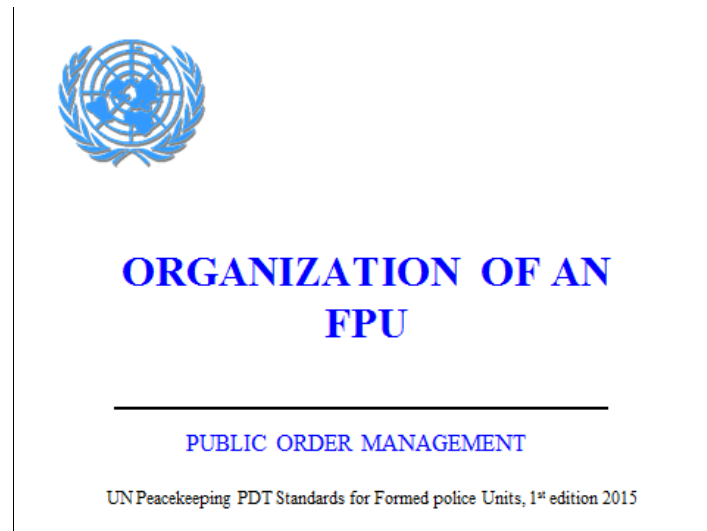 ORGANIZATION OF AN
FPU
PUBLIC ORDER MANAGEMENT
UN Peacekeeping PDT Standards for Formed police Units, 1st edition 2015